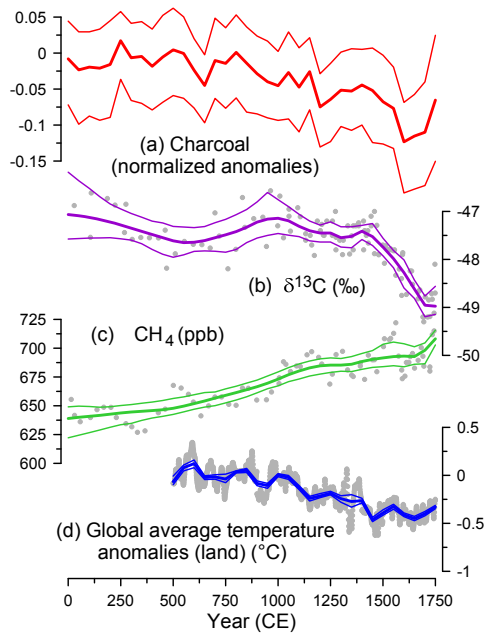 0.05
0
-0.05
-0.1
-0.15
(a) Charcoal
(normalized anomalies)
-47
-48
-49
-50
(b) δ¹³C (‰)
725
700
675
650
625
600
(c) CH₄ (ppb)
0.5
0
-0.5
-1
(d) Global average temperature
anomalies (land) (°C)
0 250 500 750 1000 1250 1500 1750
Year (CE)